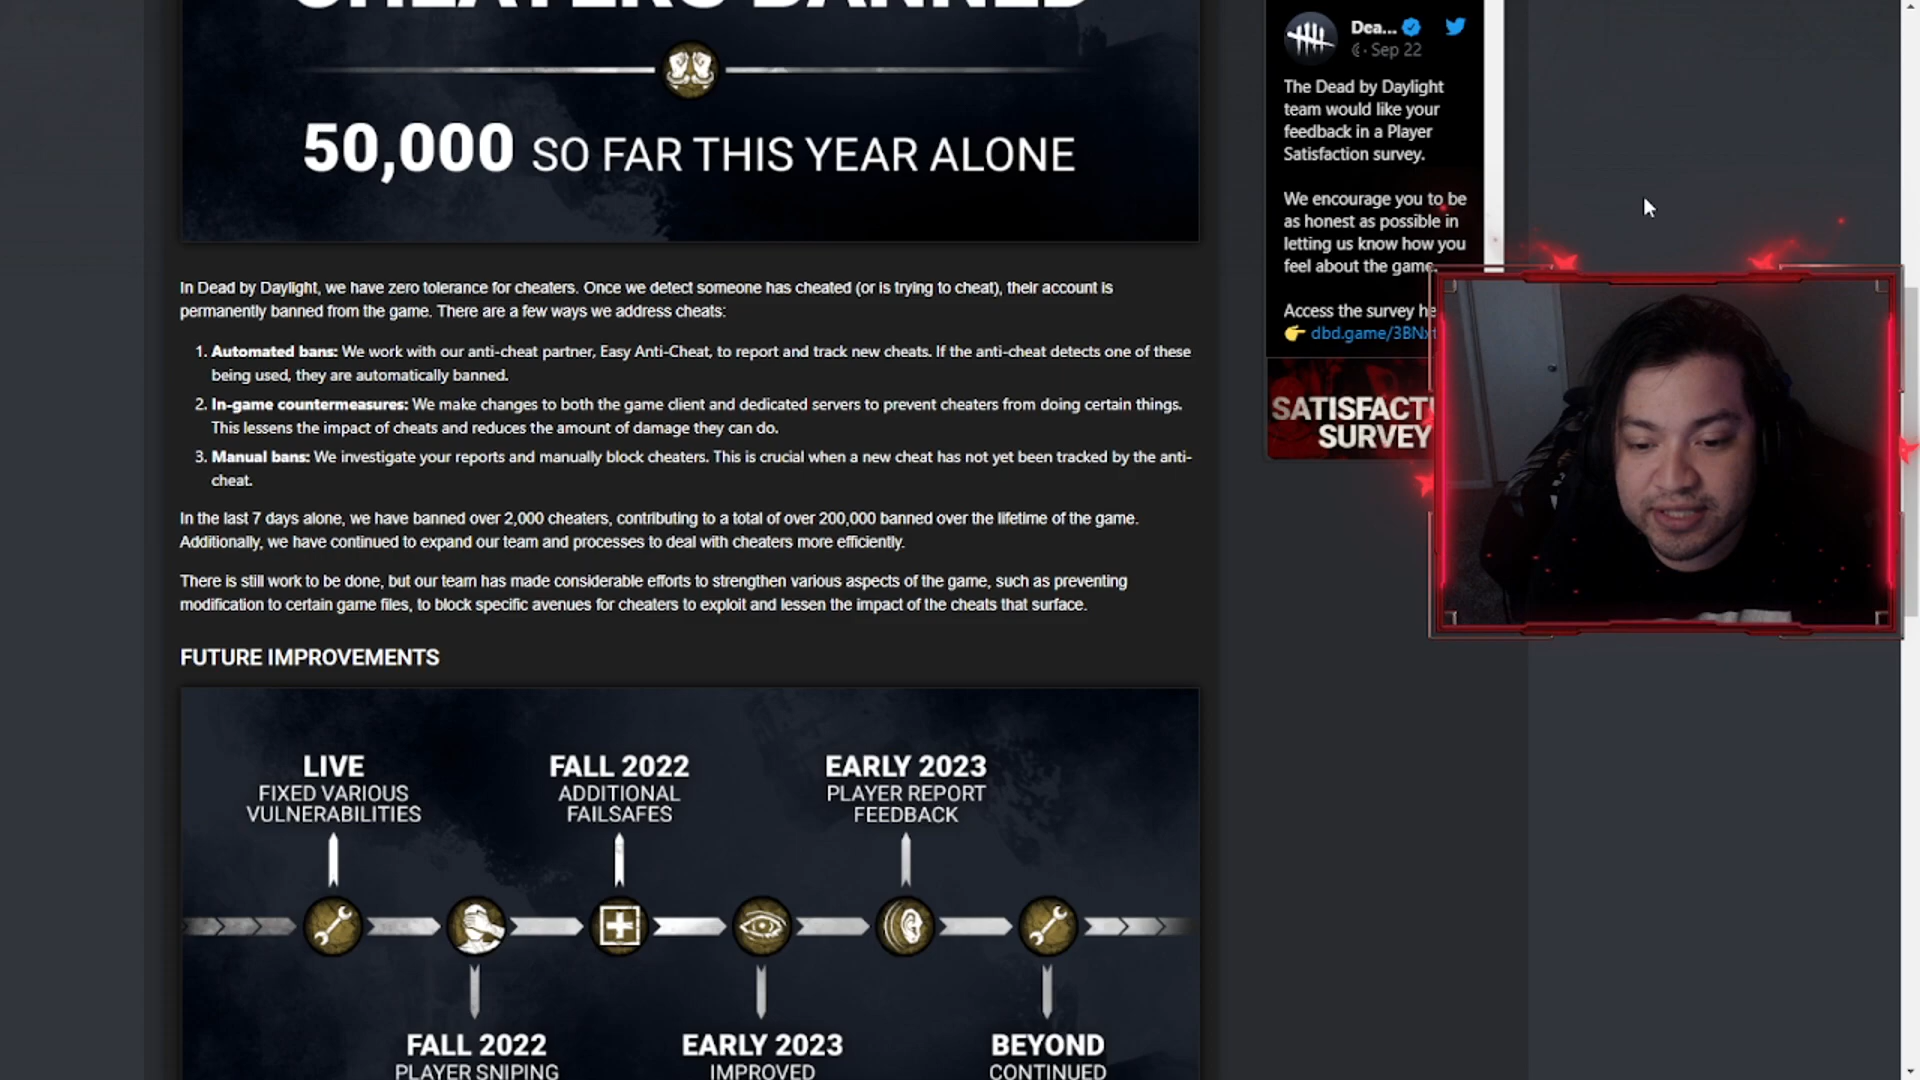 CHEATERS BANNED
50,000 SO FAR THIS YEAR ALONE
In Dead by Daylight, we have zero tolerance for cheaters. Once we detect someone has cheated (or is trying to cheat), their account is
permanently banned from the game. There are a few ways we address cheats:
1. Automated bans: We work with our anti-cheat partner, Easy Anti-Cheat, to report and track new cheats. If the anti-cheat detects one of these
being used, they are automatically banned.
2. In-game countermeasures: We make changes to both the game client and dedicated servers to prevent cheaters from doing certain things.
This lessens the impact of cheats and reduces the amount of damage they can do.
3. Manual bans: We investigate your reports and manually block cheaters. This is crucial when a new cheat has not yet been tracked by the anti-
cheat.
In the last 7 days alone, we have banned over 2,000 cheaters, contributing to a total of over 200,000 banned over the lifetime of the game.
Additionally, we have continued to expand our team and processes to deal with cheaters more efficiently.
There is still work to be done, but our team has made considerable efforts to strengthen various aspects of the game, such as preventing
modification to certain game files, to block specific avenues for cheaters to exploit and lessen the impact of the cheats that surface.
FUTURE IMPROVEMENTS
LIVE
FIXED VARIOUS
VULNERABILITIES
FALL 2022
PLAYER SNIPING
FALL 2022
ADDITIONAL
FAILSAFES
EARLY 2023
IMPROVED
EARLY 2023
PLAYER REPORT
FEEDBACK
BEYOND
CONTINUED
Dea...
· Sep 22
The Dead by Daylight
team would like your
feedback in a Player
Satisfaction survey.
We encourage you to be
as honest as possible in
letting us know how you
feel about the game.
Access the survey he
👉 dbd.game/3BNx
SATISFACT
SURVEY